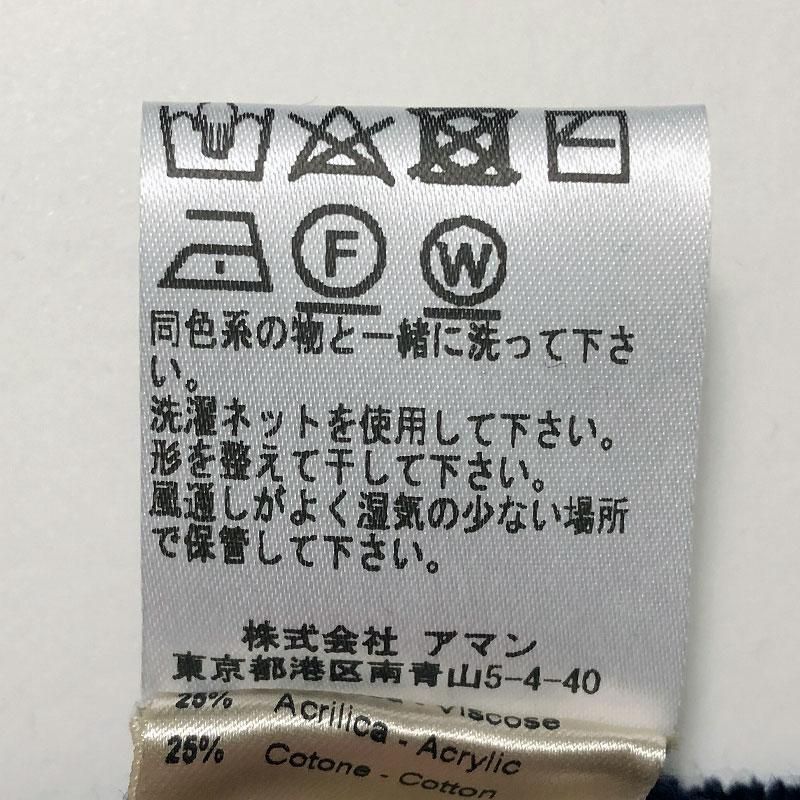 F W
同色系の物と一緒に洗って下さ
い。
洗濯ネットを使用して下さい。
形を整えて干して下さい。
風通しがよく湿気の少ない場所
で保管して下さい。
株式会社 アマン
東京都港区南青山5-4-40
25% - Viscose
Acrilica - Acrylic
25% Cotone - Cotton